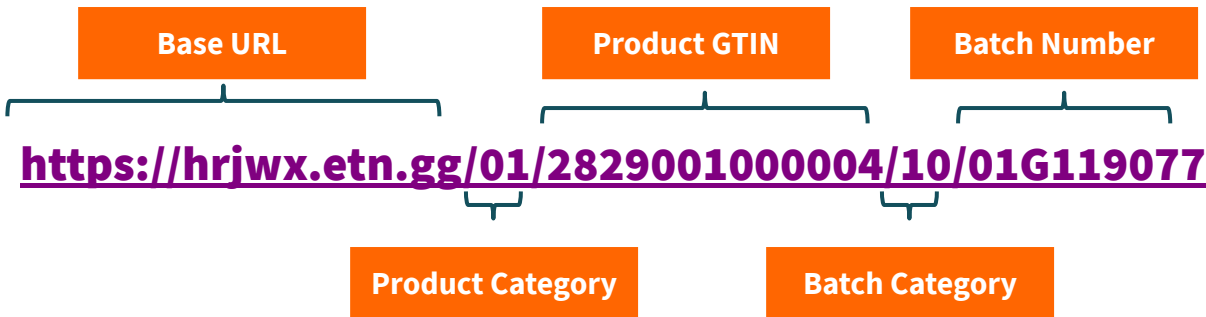 Base URL
Product GTIN
Batch Number
https://hrjwx.etn.gg/01/2829001000004/10/01G119077
Product Category
Batch Category